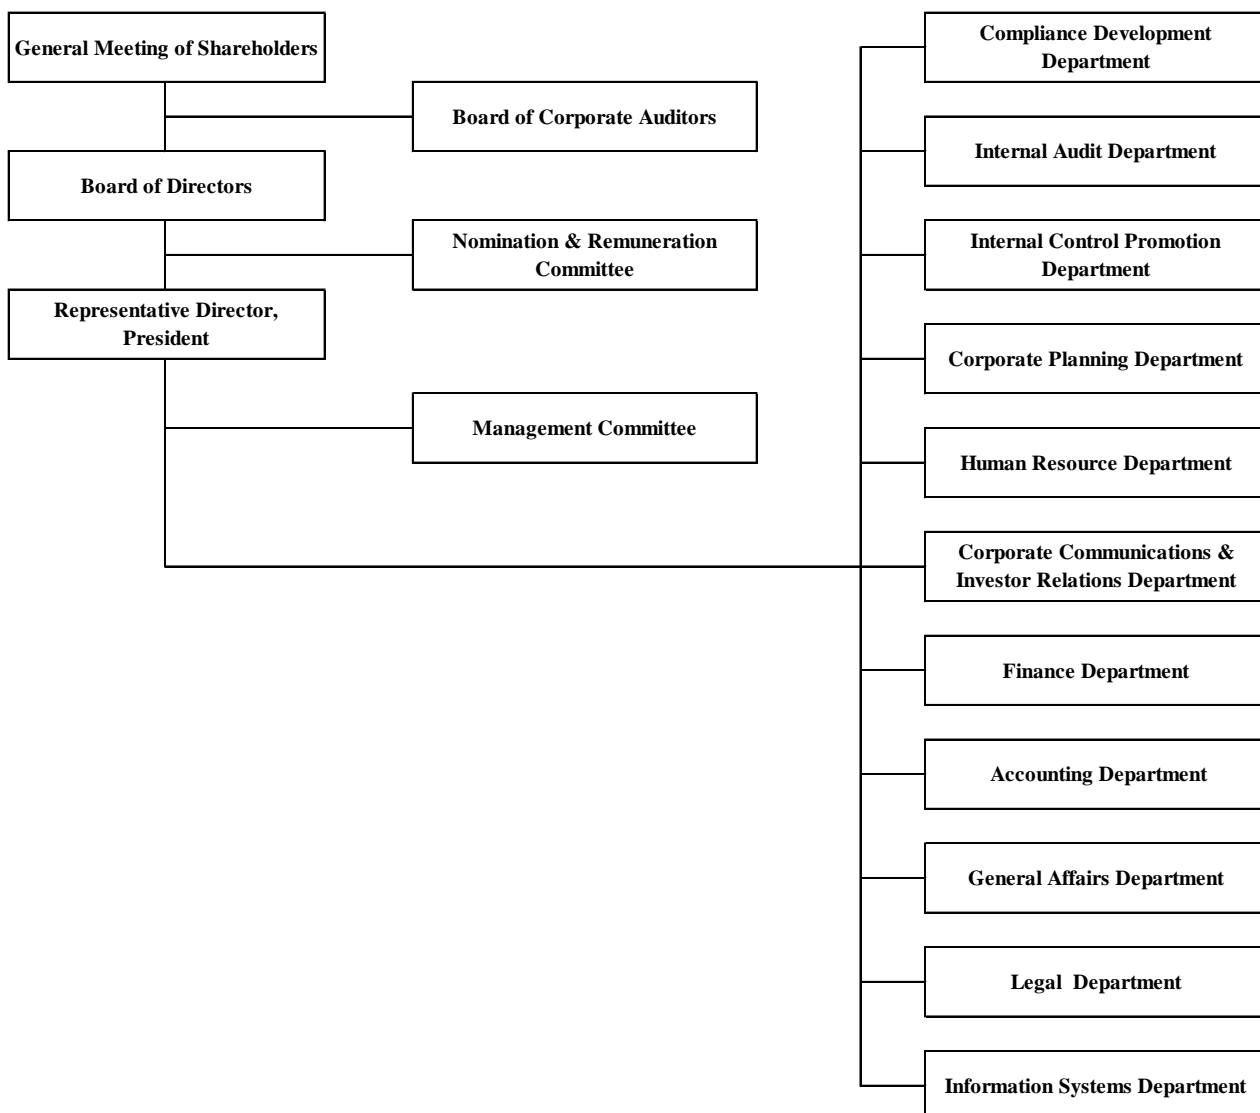 General Meeting of Shareholders
Board of Corporate Auditors
Board of Directors
Nomination & Remuneration
Committee
Representative Director,
President
Management Committee
Compliance Development
Department
Internal Audit Department
Internal Control Promotion
Department
Corporate Planning Department
Human Resource Department
Corporate Communications &
Investor Relations Department
Finance Department
Accounting Department
General Affairs Department
Legal  Department
Information Systems Department